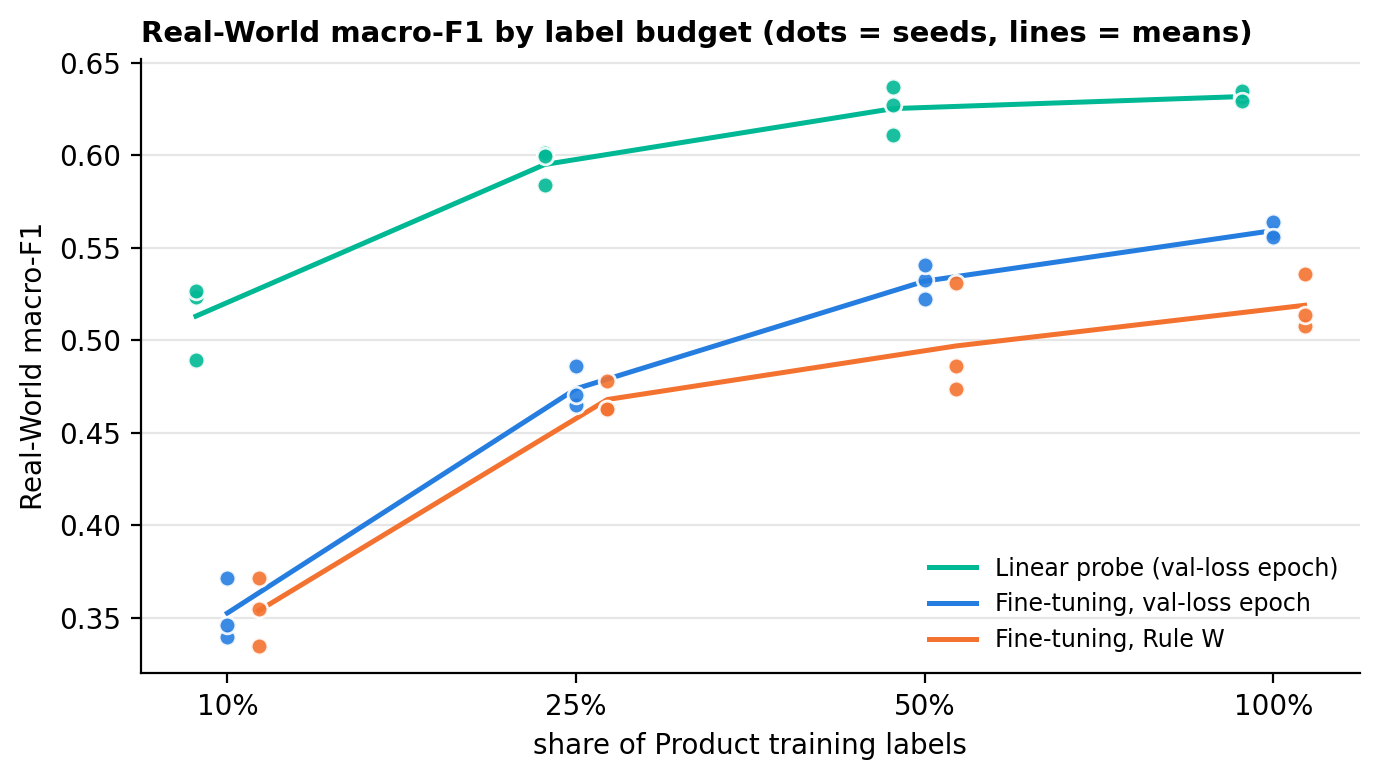 Real-World macro-F1 by label budget (dots = seeds, lines = means)
Real-World macro-F1
0.65
0.60
0.55
0.50
0.45
0.40
0.35
Linear probe (val-loss epoch)
Fine-tuning, val-loss epoch
Fine-tuning, Rule W
10%
25%
50%
100%
share of Product training labels